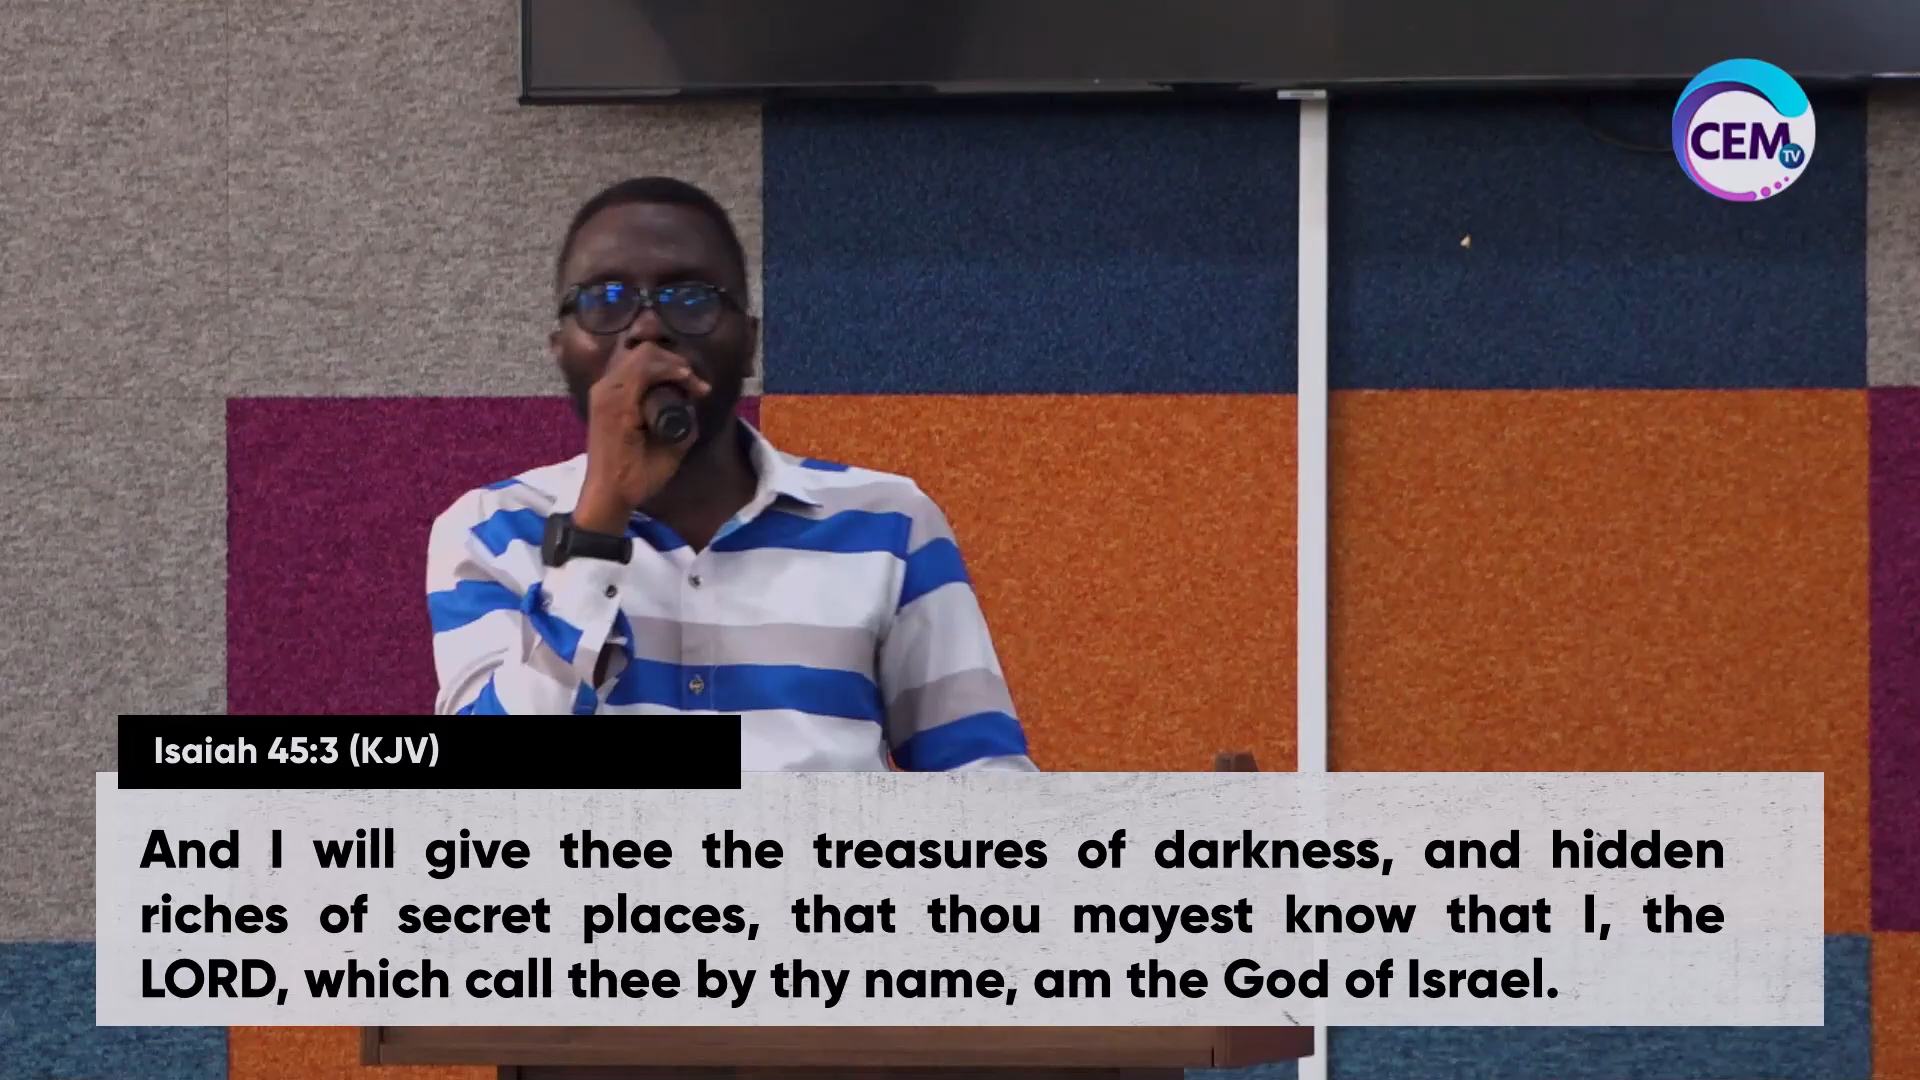 CEM
TV
Isaiah 45:3 (KJV)
And I will give thee the treasures of darkness, and hidden
riches of secret places, that thou mayest know that I, the
LORD, which call thee by thy name, am the God of Israel.